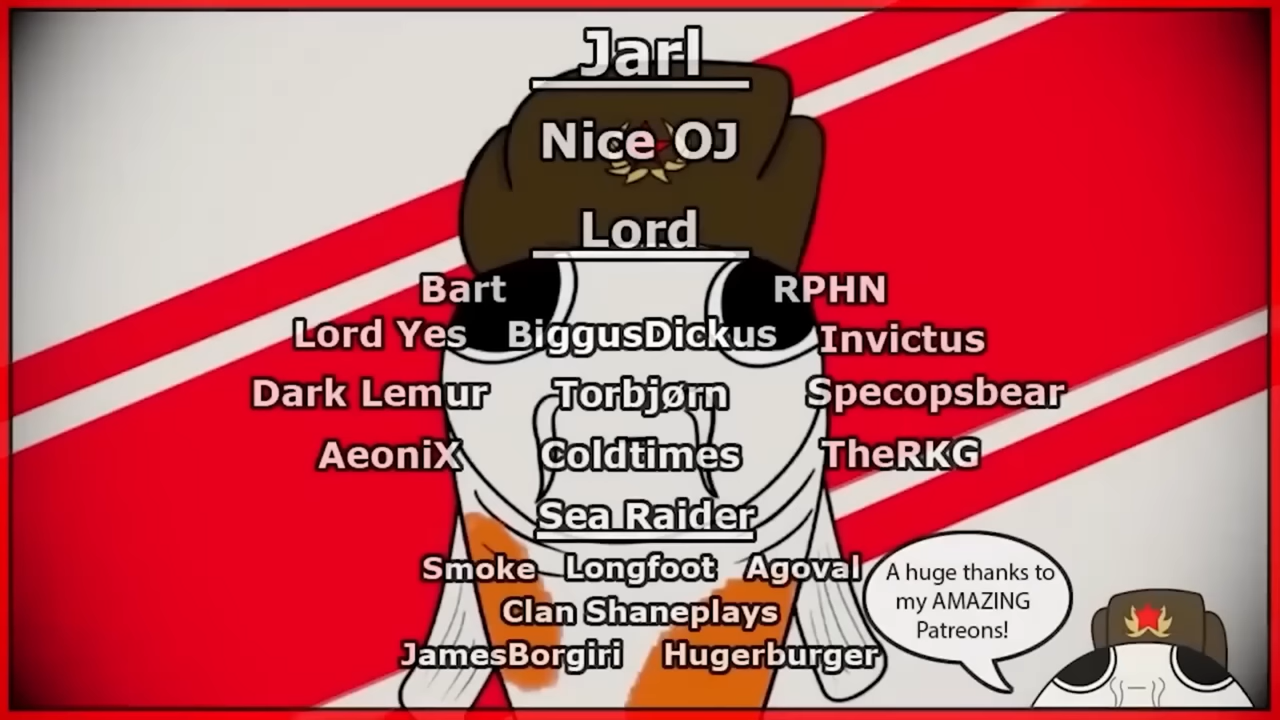 Jarl
Nice OJ
Lord
Bart RPHN
Lord Yes BiggusDickus Invictus
Dark Lemur Torbjørn Specopsbear
AeoniX Coldtimes TheRKG
Sea Raider
Smoke Longfoot Agoval
Clan Shaneplays
JamesBorgiri Hugerburger
A huge thanks to
my AMAZING
Patreons!